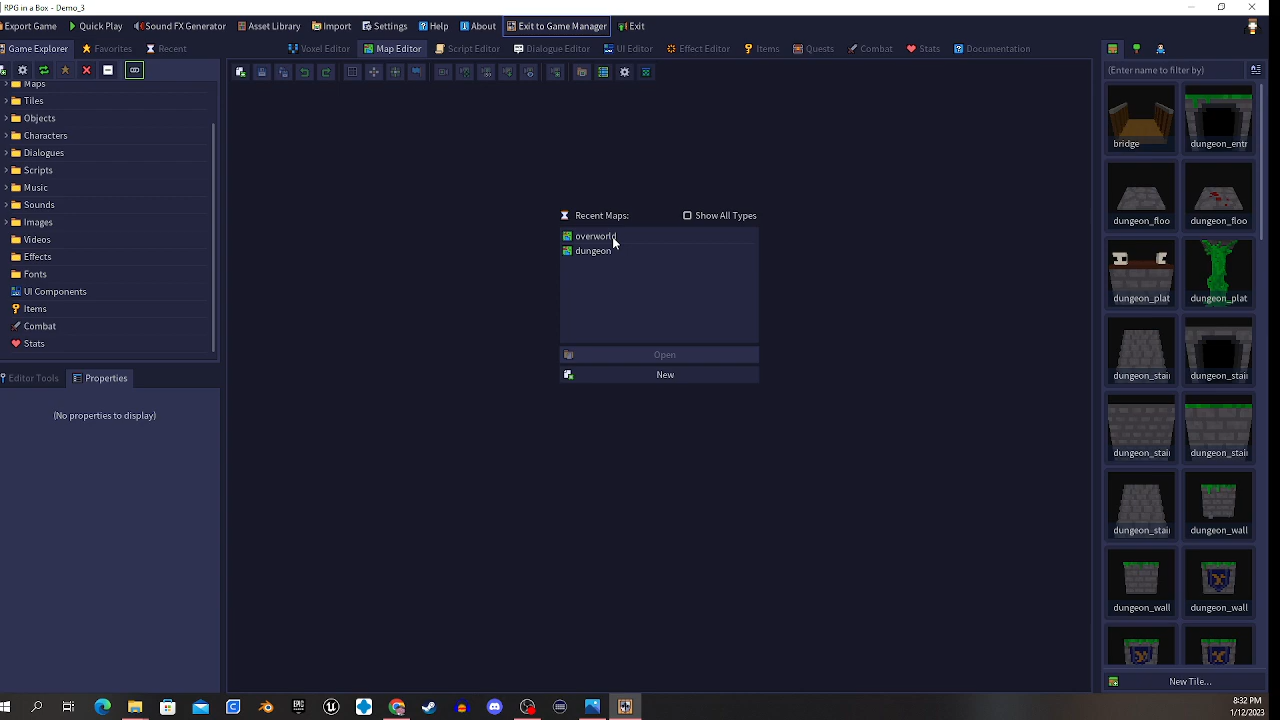 RPG in a Box - Demo_3
Export Game Quick Play Sound FX Generator Asset Library Import Settings Help About Exit to Game Manager Exit
Game Explorer Favorites Recent Voxel Editor Map Editor Script Editor Dialogue Editor UI Editor Effect Editor Items Quests Combat Stats Documentation
(Enter name to filter by)
Maps
Tiles
Objects
Characters
Dialogues
Scripts
Music
Sounds
Images
Videos
Effects
Fonts
UI Components
Items
Combat
Stats
Editor Tools Properties
(No properties to display)
Recent Maps: Show All Types
overworld
dungeon
Open
New
bridge dungeon_entr
dungeon_floo dungeon_floo
dungeon_plat dungeon_plat
dungeon_stai dungeon_stai
dungeon_stai dungeon_stai
dungeon_stai dungeon_wall
dungeon_wall dungeon_wall
New Tile...
EPIC
GAMES
8:32 PM
1/12/2023